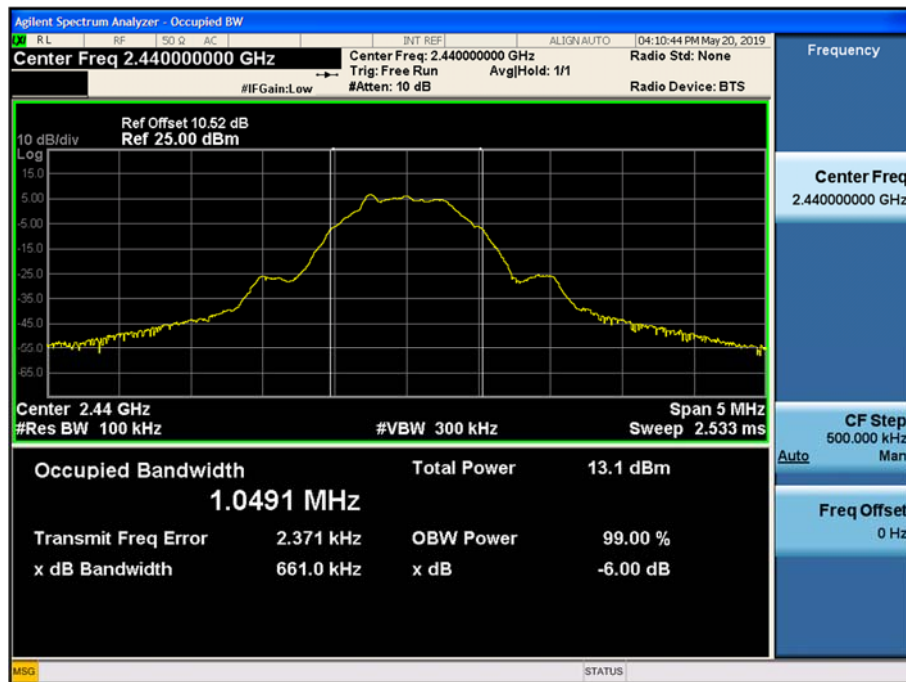 Agilent Spectrum Analyzer - Occupied BW
LXI RL RF 50 Ω AC INT REF ALIGN AUTO 04:10:44 PM May 20, 2019
Center Freq 2.440000000 GHz Center Freq: 2.440000000 GHz Radio Std: None
Trig: Free Run Avg|Hold: 1/1
#IFGain:Low #Atten: 10 dB Radio Device: BTS
Ref Offset 10.52 dB
10 dB/div Ref 25.00 dBm
Log
15.0
5.00
-5.00
-15.0
-25.0
-35.0
-45.0
-55.0
-65.0
Center 2.44 GHz Span 5 MHz
#Res BW 100 kHz #VBW 300 kHz Sweep 2.533 ms
Occupied Bandwidth Total Power 13.1 dBm
1.0491 MHz
Transmit Freq Error 2.371 kHz OBW Power 99.00 %
x dB Bandwidth 661.0 kHz x dB -6.00 dB
MSG STATUS
Frequency
Center Freq
2.440000000 GHz
CF Step
500.000 kHz
Auto Man
Freq Offset
0 Hz